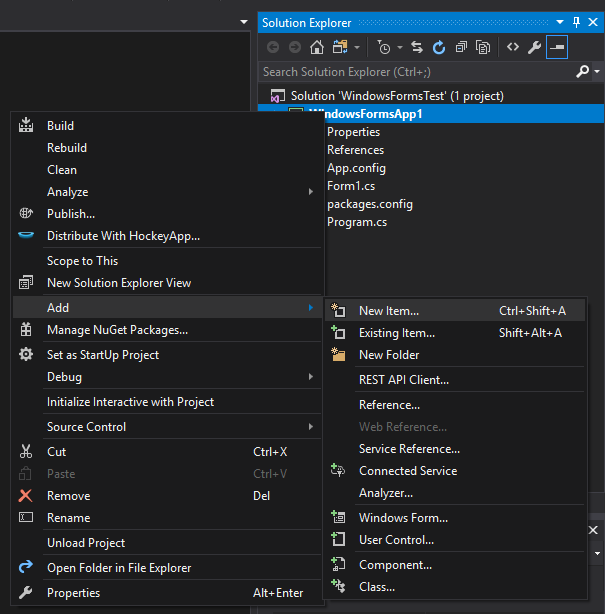 Solution Explorer
Search Solution Explorer (Ctrl+;)
Solution 'WindowsFormsTest' (1 project)
WindowsFormsApp1
Properties
References
App.config
Form1.cs
packages.config
Program.cs
Build
Rebuild
Clean
Analyze
Publish...
Distribute With HockeyApp...
Scope to This
New Solution Explorer View
Add
Manage NuGet Packages...
Set as StartUp Project
Debug
Initialize Interactive with Project
Source Control
Cut Ctrl+X
Paste Ctrl+V
Remove Del
Rename
Unload Project
Open Folder in File Explorer
Properties Alt+Enter
New Item... Ctrl+Shift+A
Existing Item... Shift+Alt+A
New Folder
REST API Client...
Reference...
Web Reference...
Service Reference...
Connected Service
Analyzer...
Windows Form...
User Control...
Component...
Class...